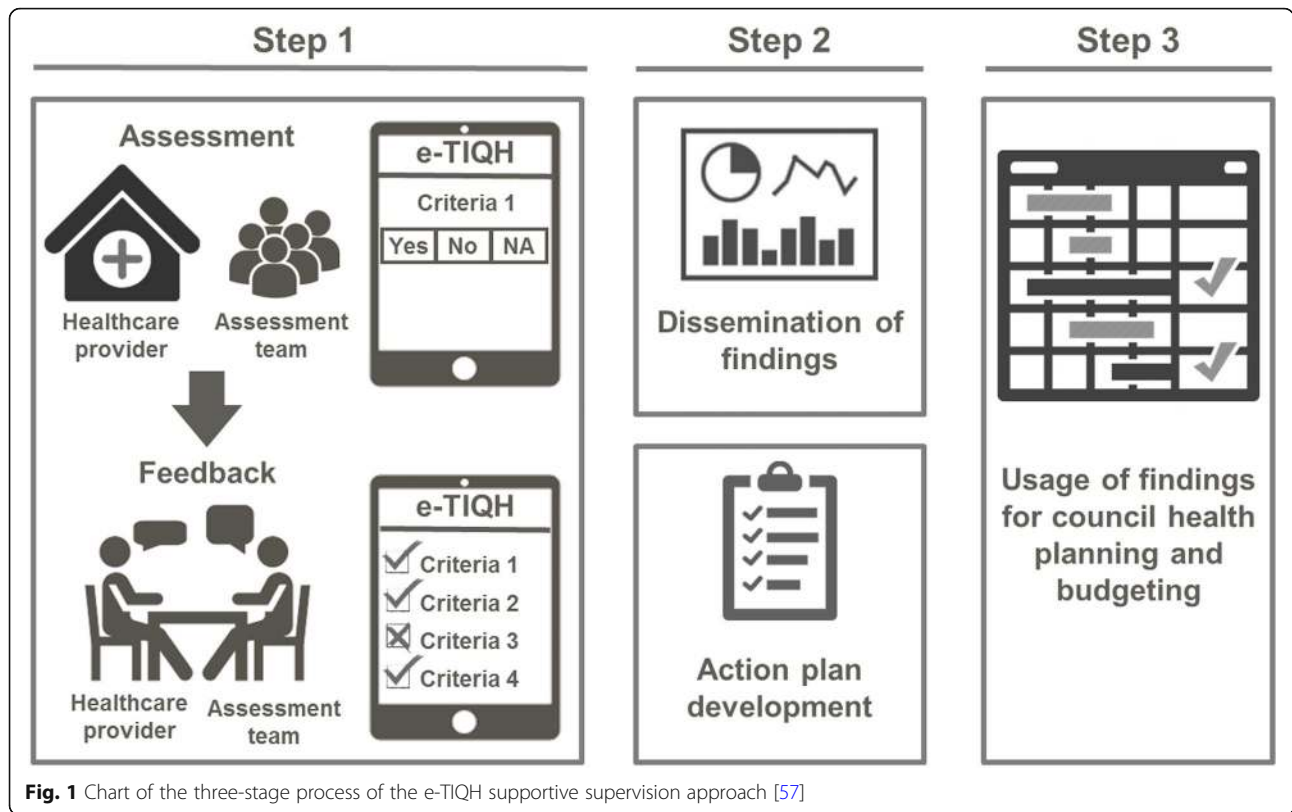 Step 1
Assessment
Healthcare
provider
Assessment
team
e-TIQH
Criteria 1
Yes No NA
Feedback
Healthcare
provider
Assessment
team
e-TIQH
Criteria 1
Criteria 2
Criteria 3
Criteria 4
Step 2
Dissemination of
findings
Action plan
development
Step 3
Usage of findings
for council health
planning and
budgeting
Fig. 1 Chart of the three-stage process of the e-TIQH supportive supervision approach [57]